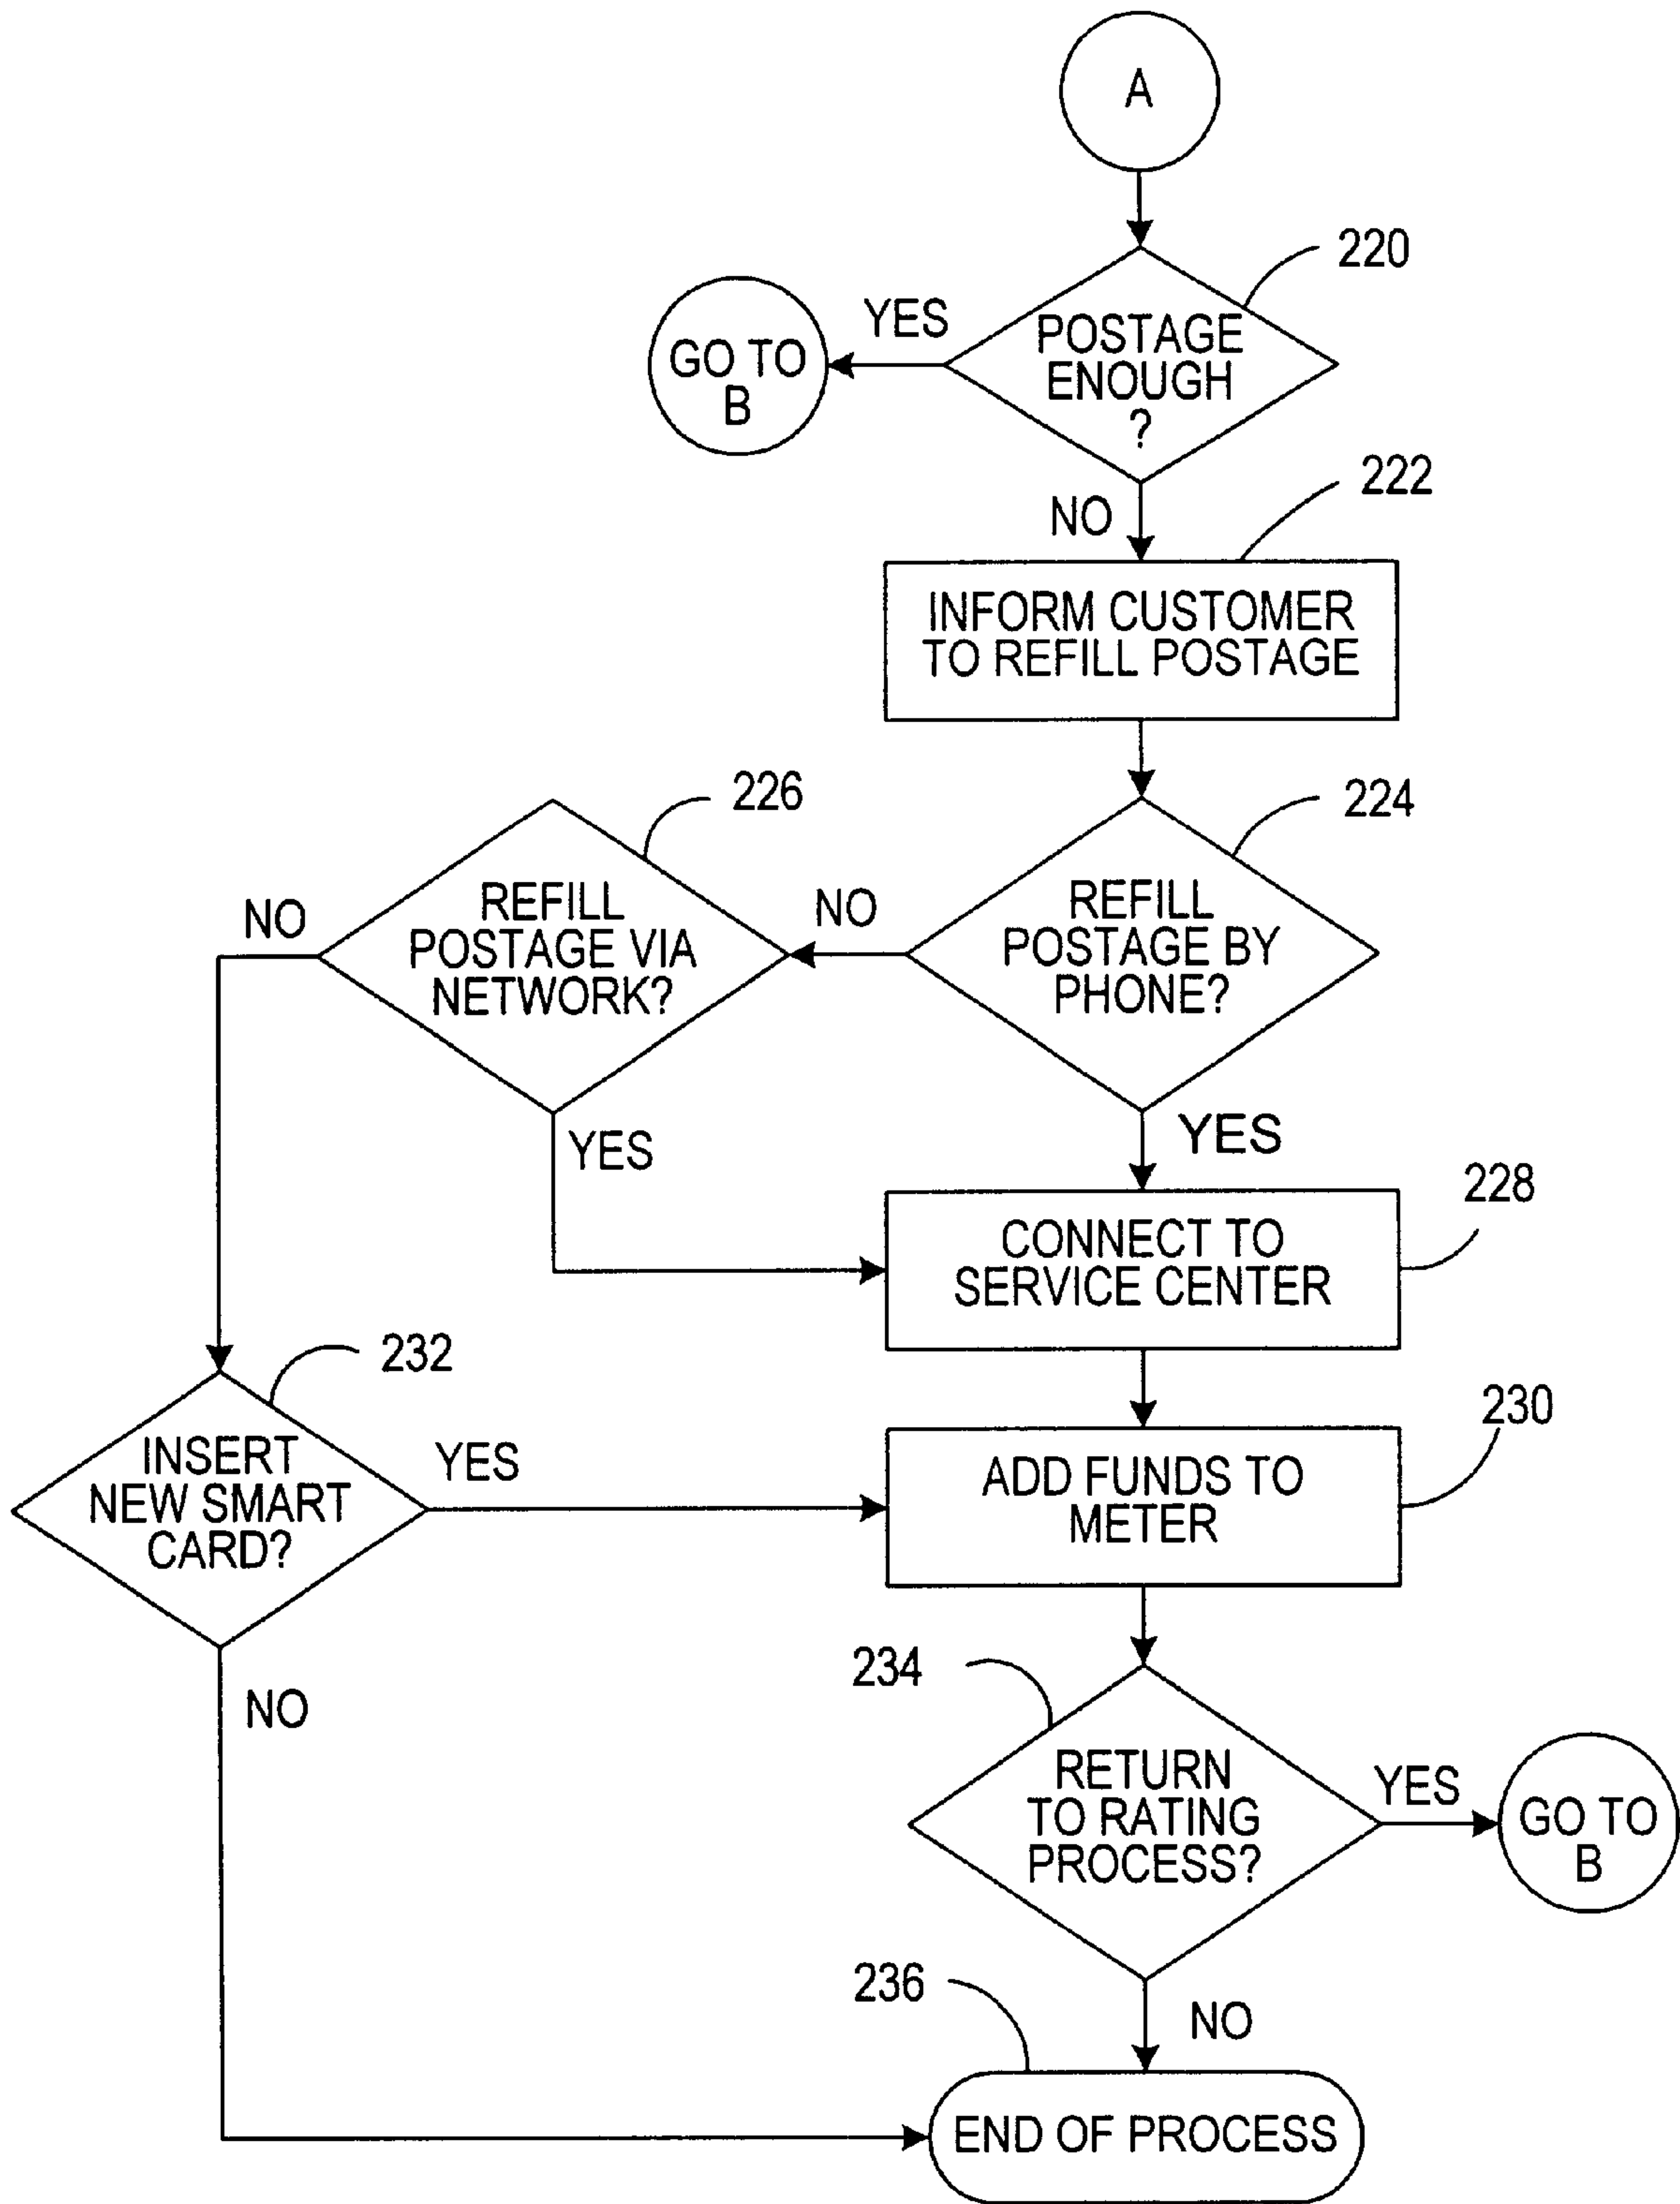 A
220
POSTAGE
ENOUGH
?
YES
GO TO
B
NO
222
INFORM CUSTOMER
TO REFILL POSTAGE
224
REFILL
POSTAGE BY
PHONE?
NO
226
REFILL
POSTAGE VIA
NETWORK?
NO
YES
YES
228
CONNECT TO
SERVICE CENTER
232
INSERT
NEW SMART
CARD?
YES
230
ADD FUNDS TO
METER
NO
234
RETURN
TO RATING
PROCESS?
YES
GO TO
B
NO
236
END OF PROCESS